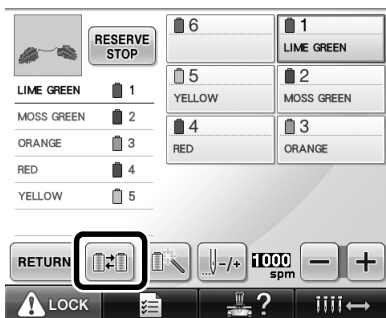 RESERVE
STOP
LIME GREEN 1
MOSS GREEN 2
ORANGE 3
RED 4
YELLOW 5
6
1
LIME GREEN
5
YELLOW
2
MOSS GREEN
4
RED
3
ORANGE
RETURN
-/+
1000
spm
− +
LOCK
?